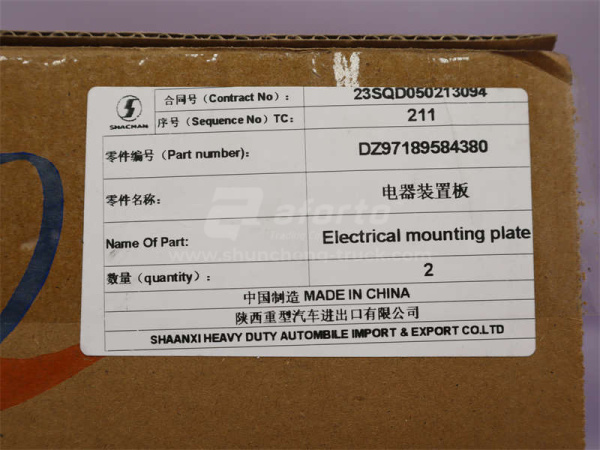 SHACMAN
合同号（Contract No）： 23SQD050213094
序号（Sequence No）TC: 211
零件编号（Part number): DZ97189584380
零件名称: 电器装置板
aforto
Name Of Part: Electrical mounting plate
数量（quantity）: 2
中国制造 MADE IN CHINA
陕西重型汽车进出口有限公司
SHAANXI HEAVY DUTY AUTOMBILE IMPORT & EXPORT CO.LTD